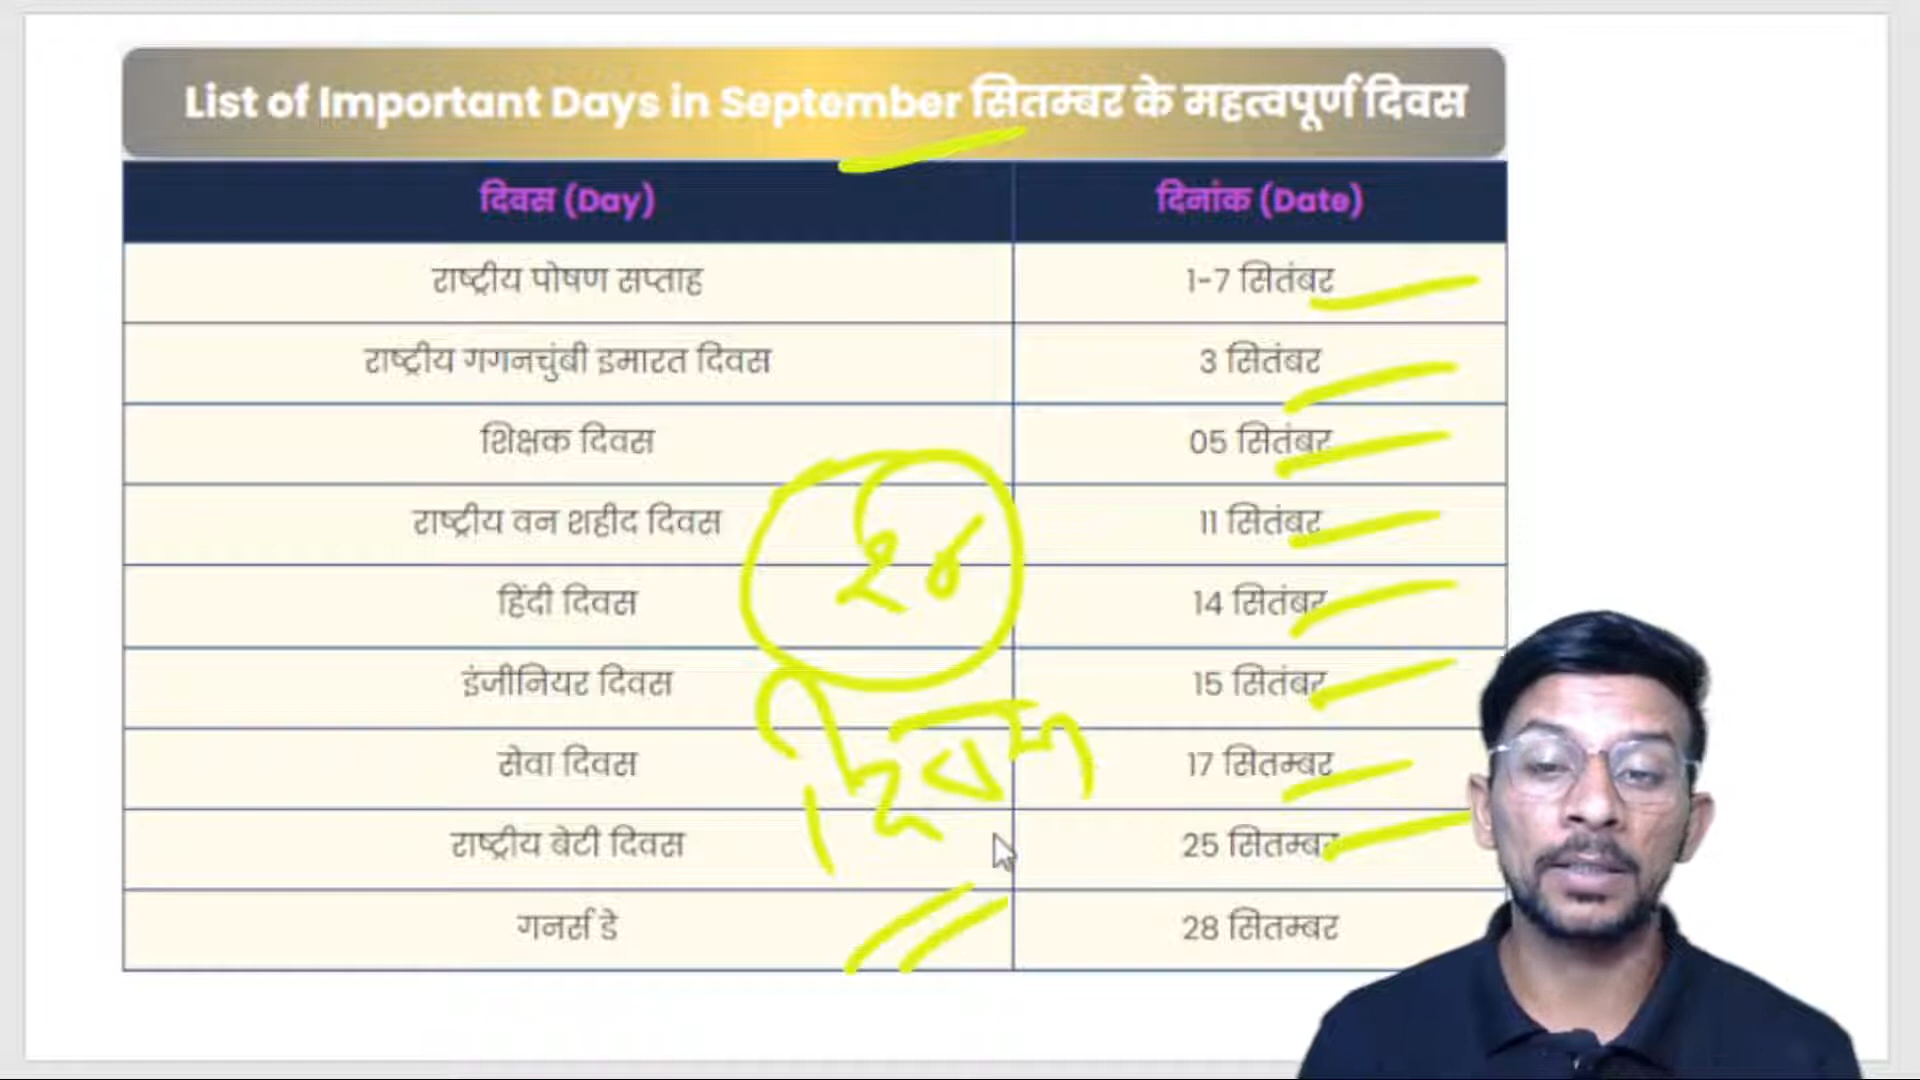 List of Important Days in September सितम्बर के महत्वपूर्ण दिवस
दिवस (Day) दिनांक (Date)
राष्ट्रीय पोषण सप्ताह 1-7 सितंबर
राष्ट्रीय गगनचुंबी इमारत दिवस 3 सितंबर
शिक्षक दिवस 05 सितंबर
राष्ट्रीय वन शहीद दिवस 11 सितंबर
हिंदी दिवस 14 सितंबर
इंजीनियर दिवस 15 सितंबर
सेवा दिवस 17 सितम्बर
राष्ट्रीय बेटी दिवस 25 सितम्बर
गनर्स डे 28 सितम्बर
दिवस